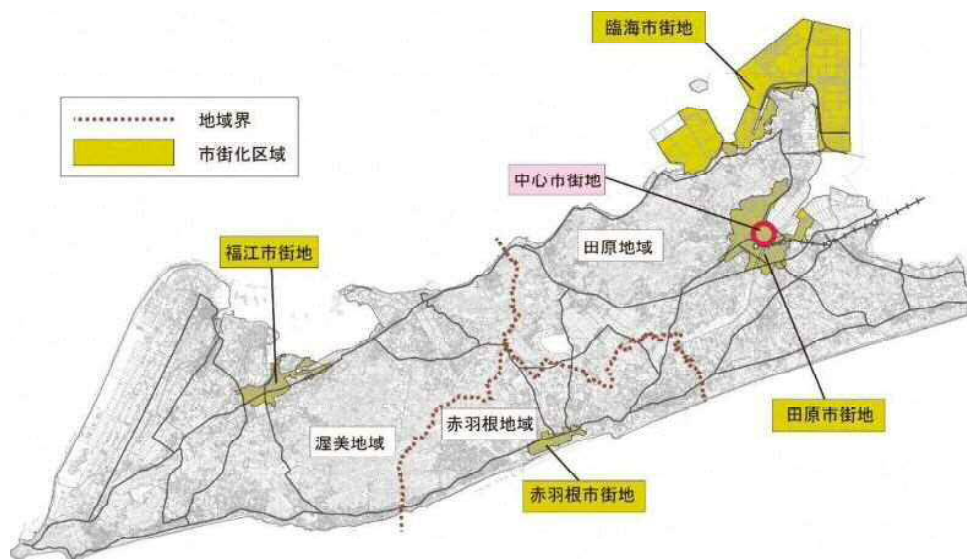 臨海市街地
地域界
市街化区域
中心市街地
田原地域
福江市街地
田原市街地
赤羽根地域
渥美地域
赤羽根市街地